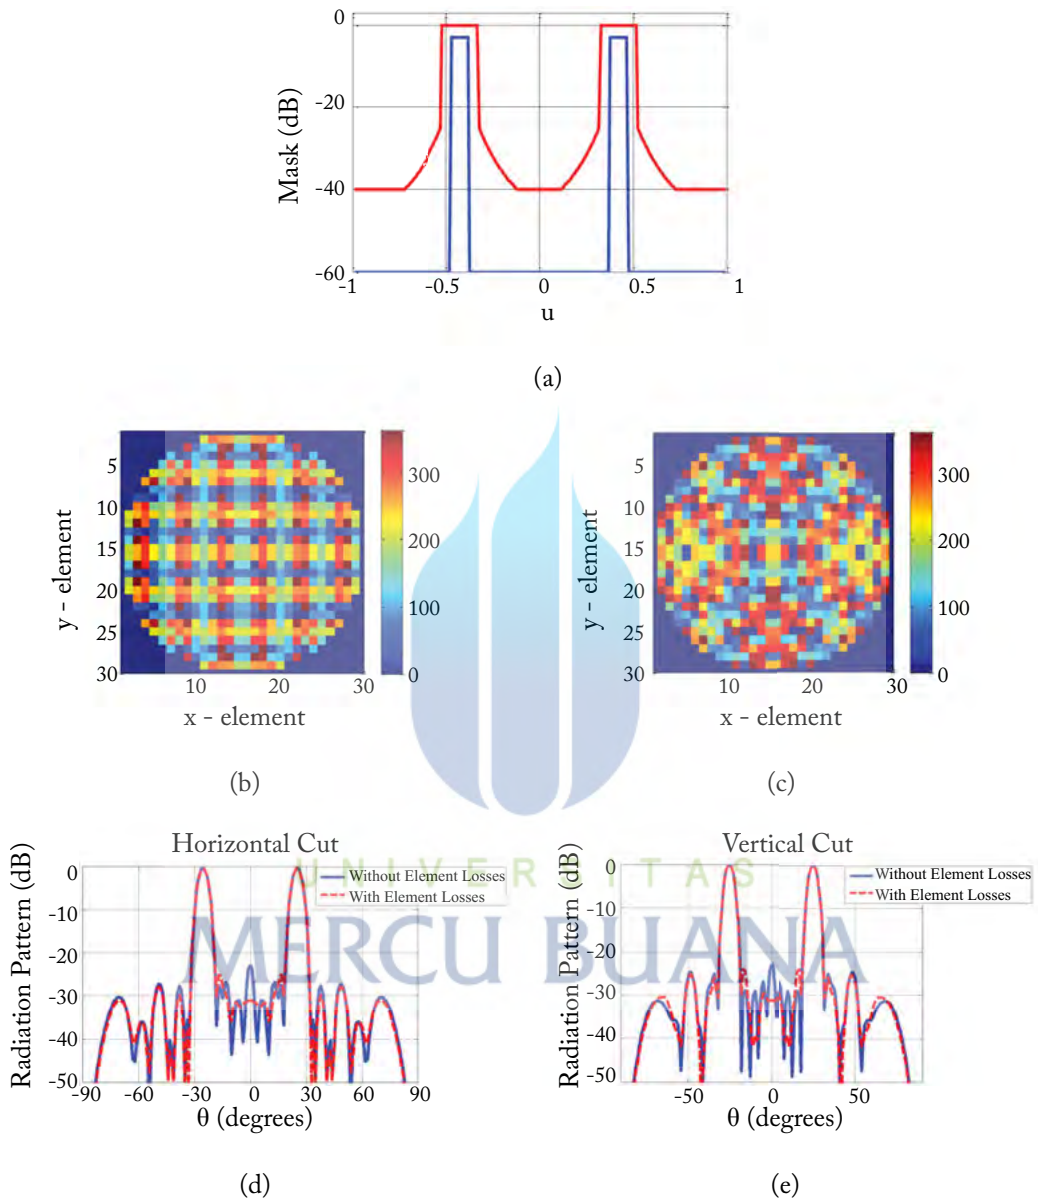 0
-20
-40
-60
Mask (dB)
-1 -0.5 0 0.5 1
u
(a)
5
10
15
20
25
30
y - element
10 20 30
x - element
300
200
100
0
(b)
5
10
15
20
25
30
y - element
10 20 30
x - element
300
200
100
0
(c)
UNIVERSITAS
MERCU BUANA
Horizontal Cut
0
-10
-20
-30
-40
-50
Radiation Pattern (dB)
Without Element Losses
With Element Losses
-90 -60 -30 0 30 60 90
θ (degrees)
(d)
Vertical Cut
0
-10
-20
-30
-40
-50
Radiation Pattern (dB)
Without Element Losses
With Element Losses
-50 0 50
θ (degrees)
(e)